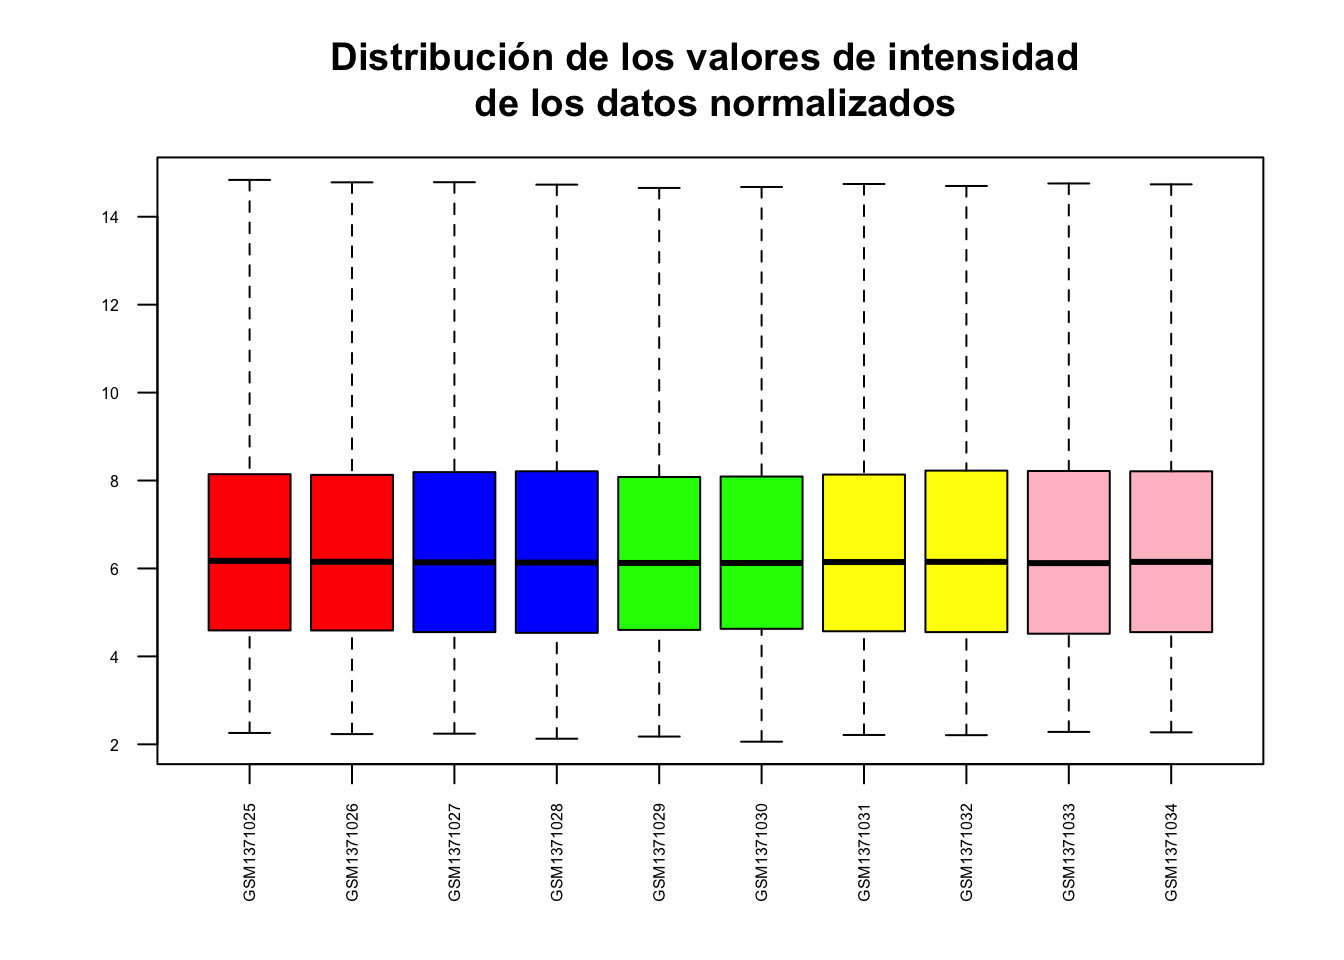 Distribución de los valores de intensidad
de los datos normalizados
14
12
10
8
6
4
2
GSM1371025
GSM1371026
GSM1371027
GSM1371028
GSM1371029
GSM1371030
GSM1371031
GSM1371032
GSM1371033
GSM1371034